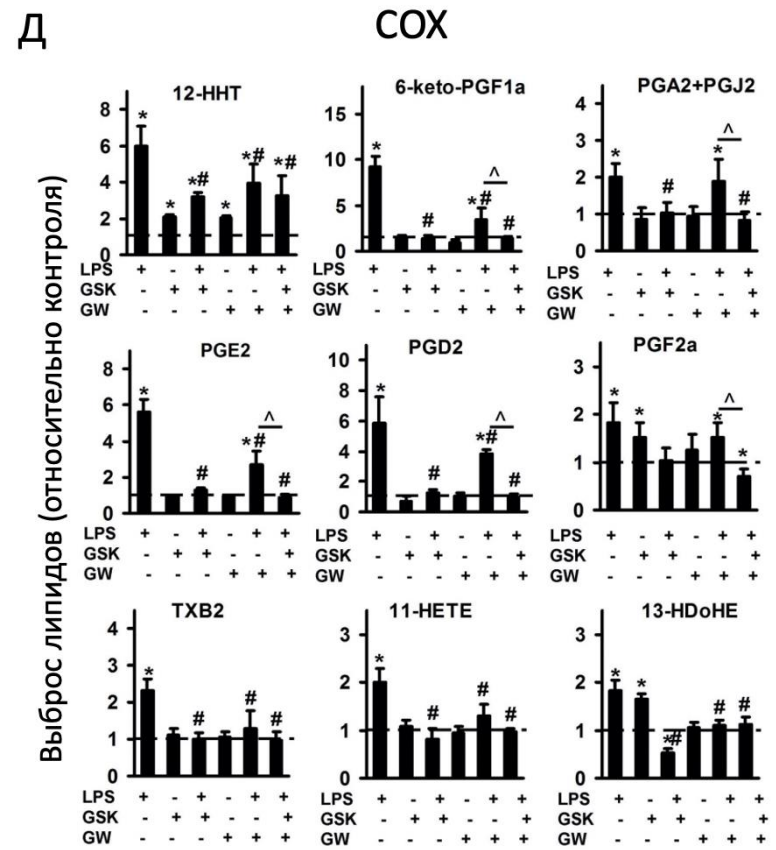 Д
COX
Выброс липидов (относительно контроля)
12-HHT
8
6
4
2
0
* * *# * *# *#
LPS + - + - + +
GSK - + + - - +
GW - - - + + +
6-keto-PGF1a
15
10
5
0
* # *# ^ #
LPS + - + - + +
GSK - + + - - +
GW - - - + + +
PGA2+PGJ2
4
3
2
1
0
* # * ^ #
LPS + - + - + +
GSK - + + - - +
GW - - - + + +
PGE2
8
6
4
2
0
* # *# ^ #
LPS + - + - + +
GSK - + + - - +
GW - - - + + +
PGD2
10
8
6
4
2
0
* # *# ^ #
LPS + - + - + +
GSK - + + - - +
GW - - - + + +
PGF2a
3
2
1
0
* * * ^ *
LPS + - + - + +
GSK - + + - - +
GW - - - + + +
TXB2
4
3
2
1
0
* # # #
LPS + - + - + +
GSK - + + - - +
GW - - - + + +
11-HETE
3
2
1
0
* # # #
LPS + - + - + +
GSK - + + - - +
GW - - - + + +
13-HDoHE
3
2
1
0
* * *# # #
LPS + - + - + +
GSK - + + - - +
GW - - - + + +